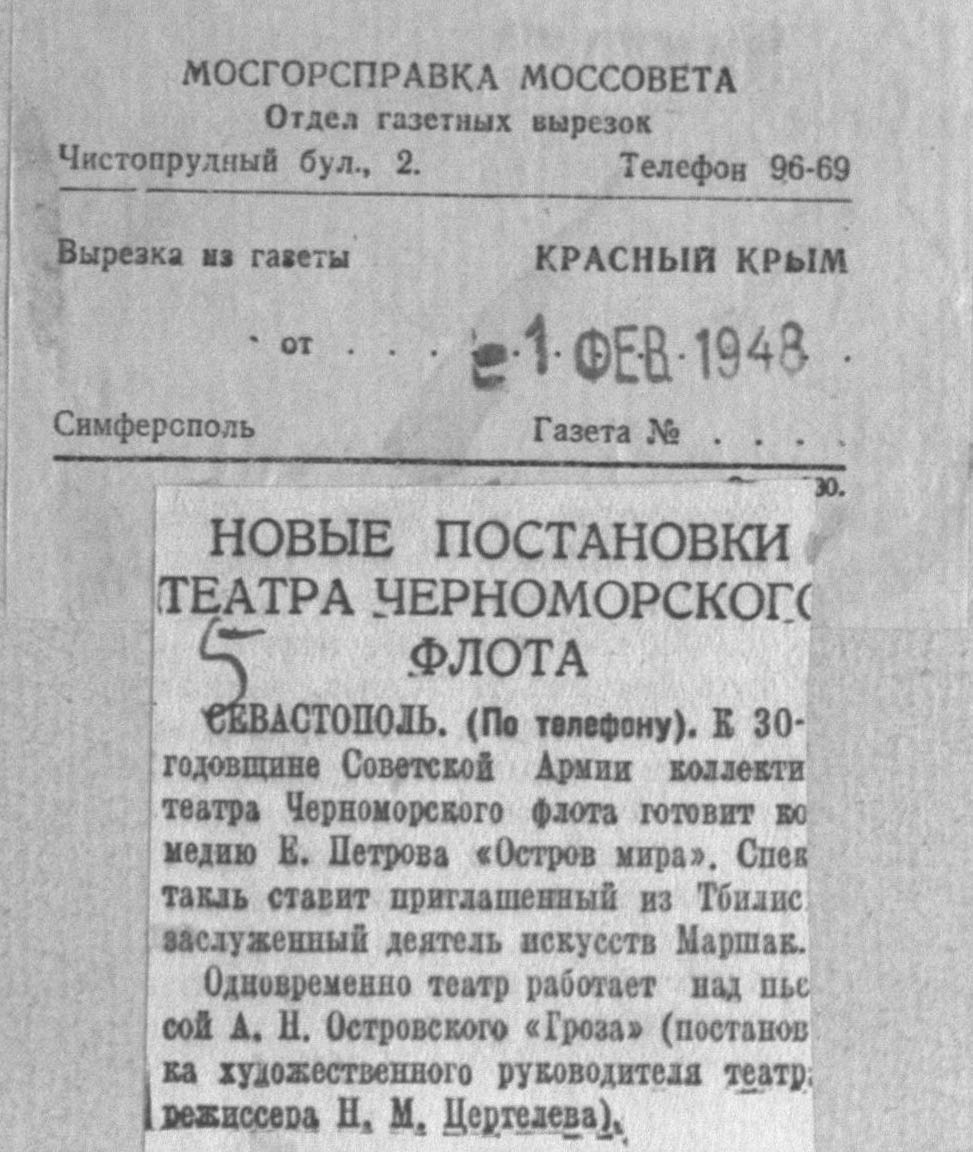 МОСГОРСПРАВКА МОССОВЕТА
Отдел газетных вырезок
Чистопрудный бул., 2. Телефон 96-69
Вырезка из газеты КРАСНЫЙ КРЫМ
от . . . -1 ФЕВ 1948 .
Симферополь Газета № . . . .
30.
НОВЫЕ ПОСТАНОВКИ
ТЕАТРА ЧЕРНОМОРСКОГО
ФЛОТА
5
СЕВАСТОПОЛЬ. (По телефону). К 30-
годовщине Советской Армии коллекти
театра Черноморского флота готовит ко
медию Е. Петрова «Остров мира». Спек
такль ставит приглашенный из Тбилис
заслуженный деятель искусств Маршак.
Одновременно театр работает над пье
сой А. Н. Островского «Гроза» (постанов
ка художественного руководителя театра
режиссера Н. М. Цертелева).